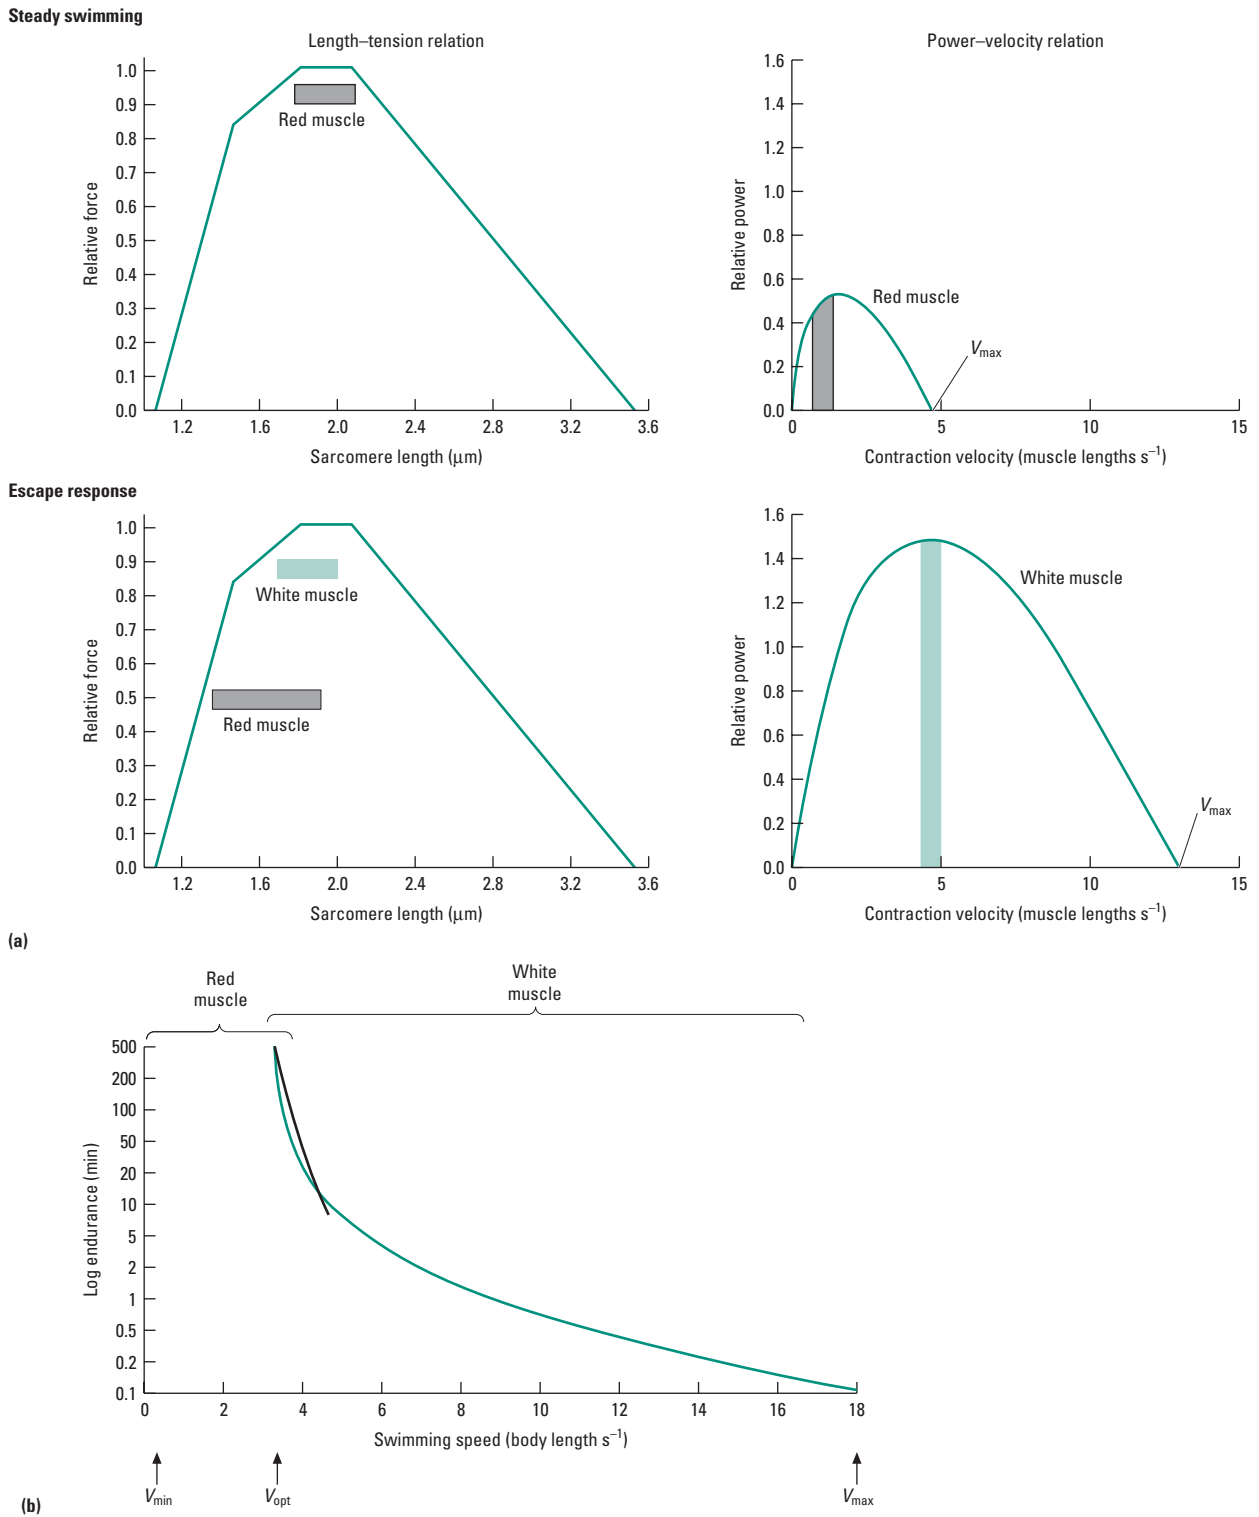 Steady swimming
Length–tension relation
Relative force
1.0
0.9
0.8
0.7
0.6
0.5
0.4
0.3
0.2
0.1
0.0
Red muscle
1.2 1.6 2.0 2.4 2.8 3.2 3.6
Sarcomere length (μm)
Power–velocity relation
Relative power
1.6
1.4
1.2
1.0
0.8
0.6
0.4
0.2
0.0
Red muscle
Vmax
0 5 10 15
Contraction velocity (muscle lengths s⁻¹)
Escape response
Relative force
1.0
0.9
0.8
0.7
0.6
0.5
0.4
0.3
0.2
0.1
0.0
White muscle
Red muscle
1.2 1.6 2.0 2.4 2.8 3.2 3.6
Sarcomere length (μm)
Relative power
1.6
1.4
1.2
1.0
0.8
0.6
0.4
0.2
0.0
White muscle
Vmax
0 5 10 15
Contraction velocity (muscle lengths s⁻¹)
(a)
Red
muscle
White
muscle
Log endurance (min)
500
200
100
50
20
10
5
2
1
0.5
0.2
0.1
0 2 4 6 8 10 12 14 16 18
Swimming speed (body length s⁻¹)
Vmin
Vopt
Vmax
(b)